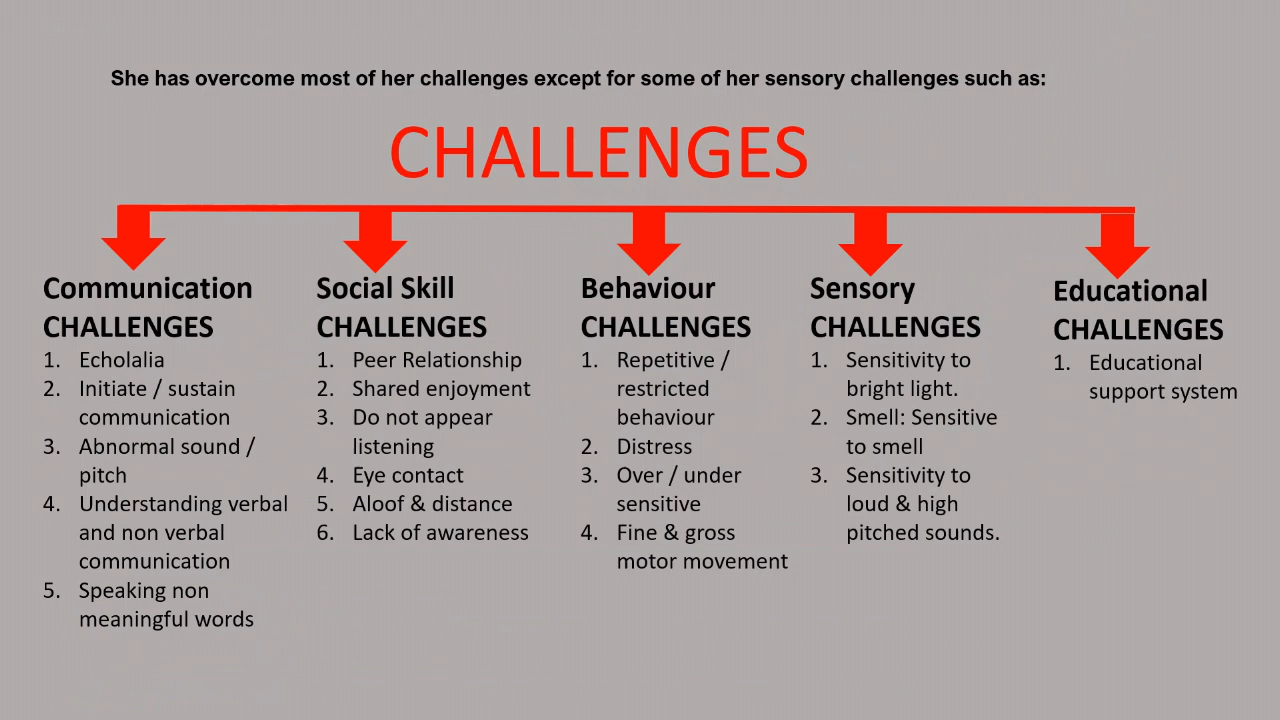 She has overcome most of her challenges except for some of her sensory challenges such as:
CHALLENGES
Communication
CHALLENGES
1. Echolalia
2. Initiate / sustain
communication
3. Abnormal sound /
pitch
4. Understanding verbal
and non verbal
communication
5. Speaking non
meaningful words
Social Skill
CHALLENGES
1. Peer Relationship
2. Shared enjoyment
3. Do not appear
listening
4. Eye contact
5. Aloof & distance
6. Lack of awareness
Behaviour
CHALLENGES
1. Repetitive /
restricted
behaviour
2. Distress
3. Over / under
sensitive
4. Fine & gross
motor movement
Sensory
CHALLENGES
1. Sensitivity to
bright light.
2. Smell: Sensitive
to smell
3. Sensitivity to
loud & high
pitched sounds.
Educational
CHALLENGES
1. Educational
support system